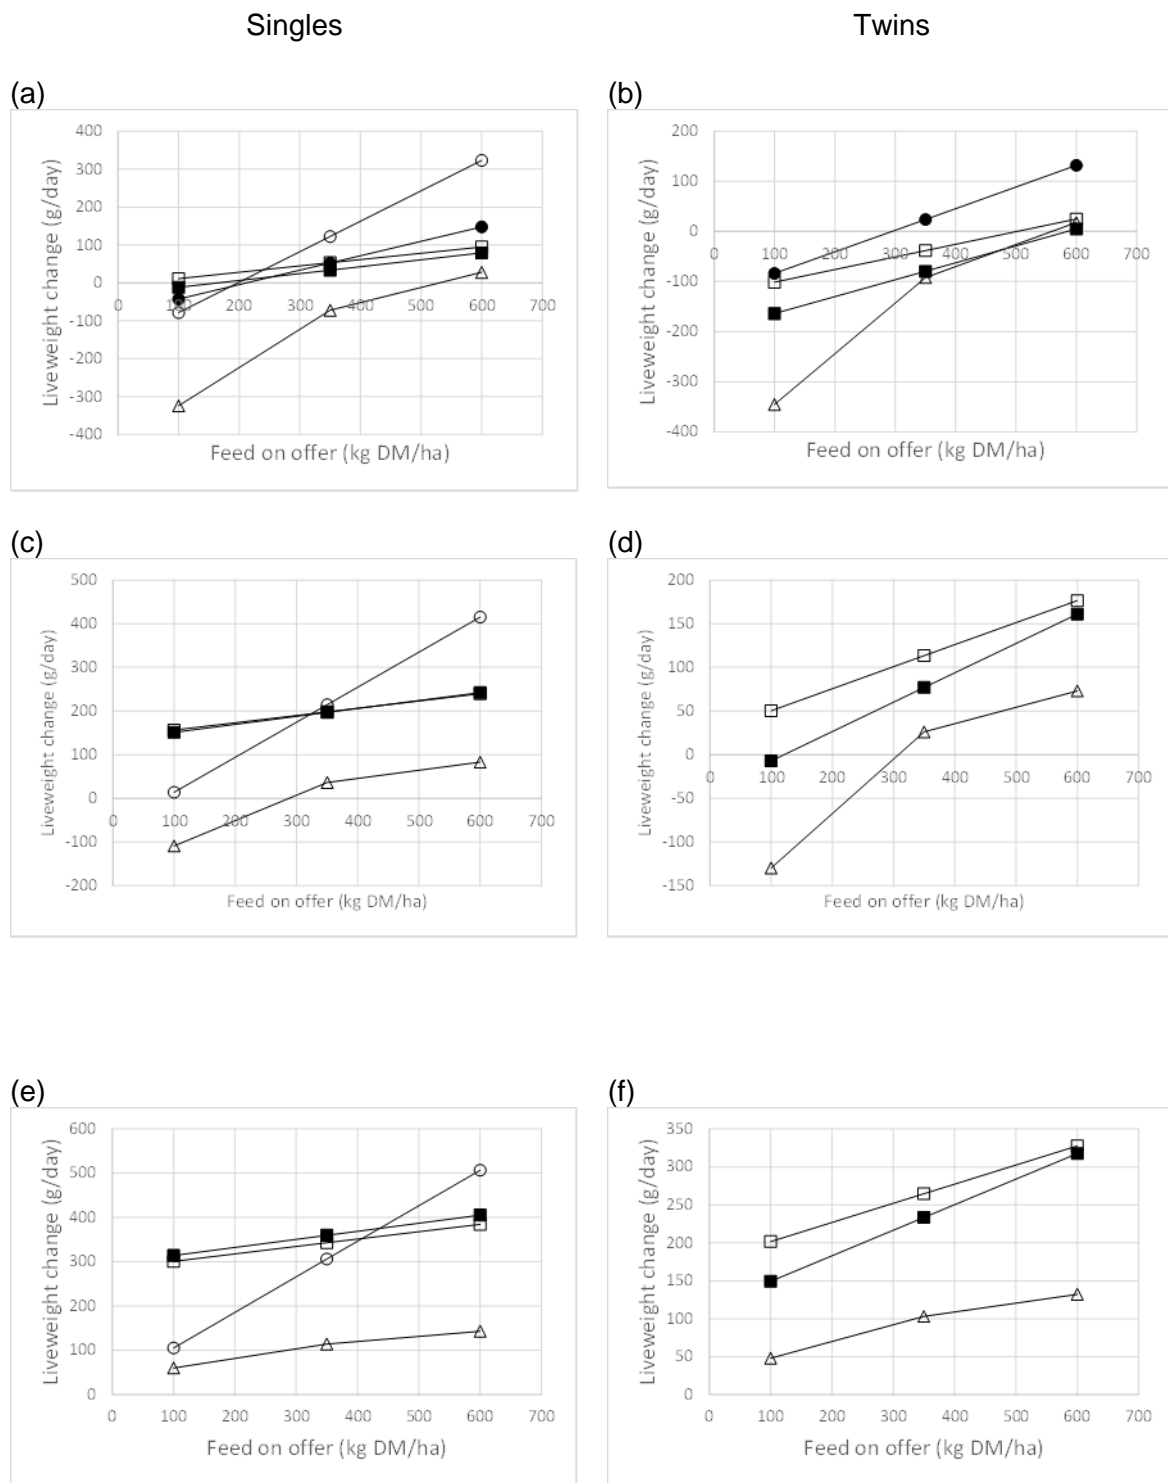 Singles
Twins
(a)
400
300
200
100
0
-100
-200
-300
-400
0 100 200 300 400 500 600 700
Liveweight change (g/day)
Feed on offer (kg DM/ha)
(b)
200
100
0
-100
-200
-300
-400
0 100 200 300 400 500 600 700
Liveweight change (g/day)
Feed on offer (kg DM/ha)
(c)
500
400
300
200
100
0
-100
-200
0 100 200 300 400 500 600 700
Liveweight change (g/day)
Feed on offer (kg DM/ha)
(d)
200
150
100
50
0
-50
-100
-150
0 100 200 300 400 500 600 700
Liveweight change (g/day)
Feed on offer (kg DM/ha)
(e)
600
500
400
300
200
100
0
0 100 200 300 400 500 600 700
Liveweight change (g/day)
Feed on offer (kg DM/ha)
(f)
350
300
250
200
150
100
50
0
0 100 200 300 400 500 600 700
Liveweight change (g/day)
Feed on offer (kg DM/ha)